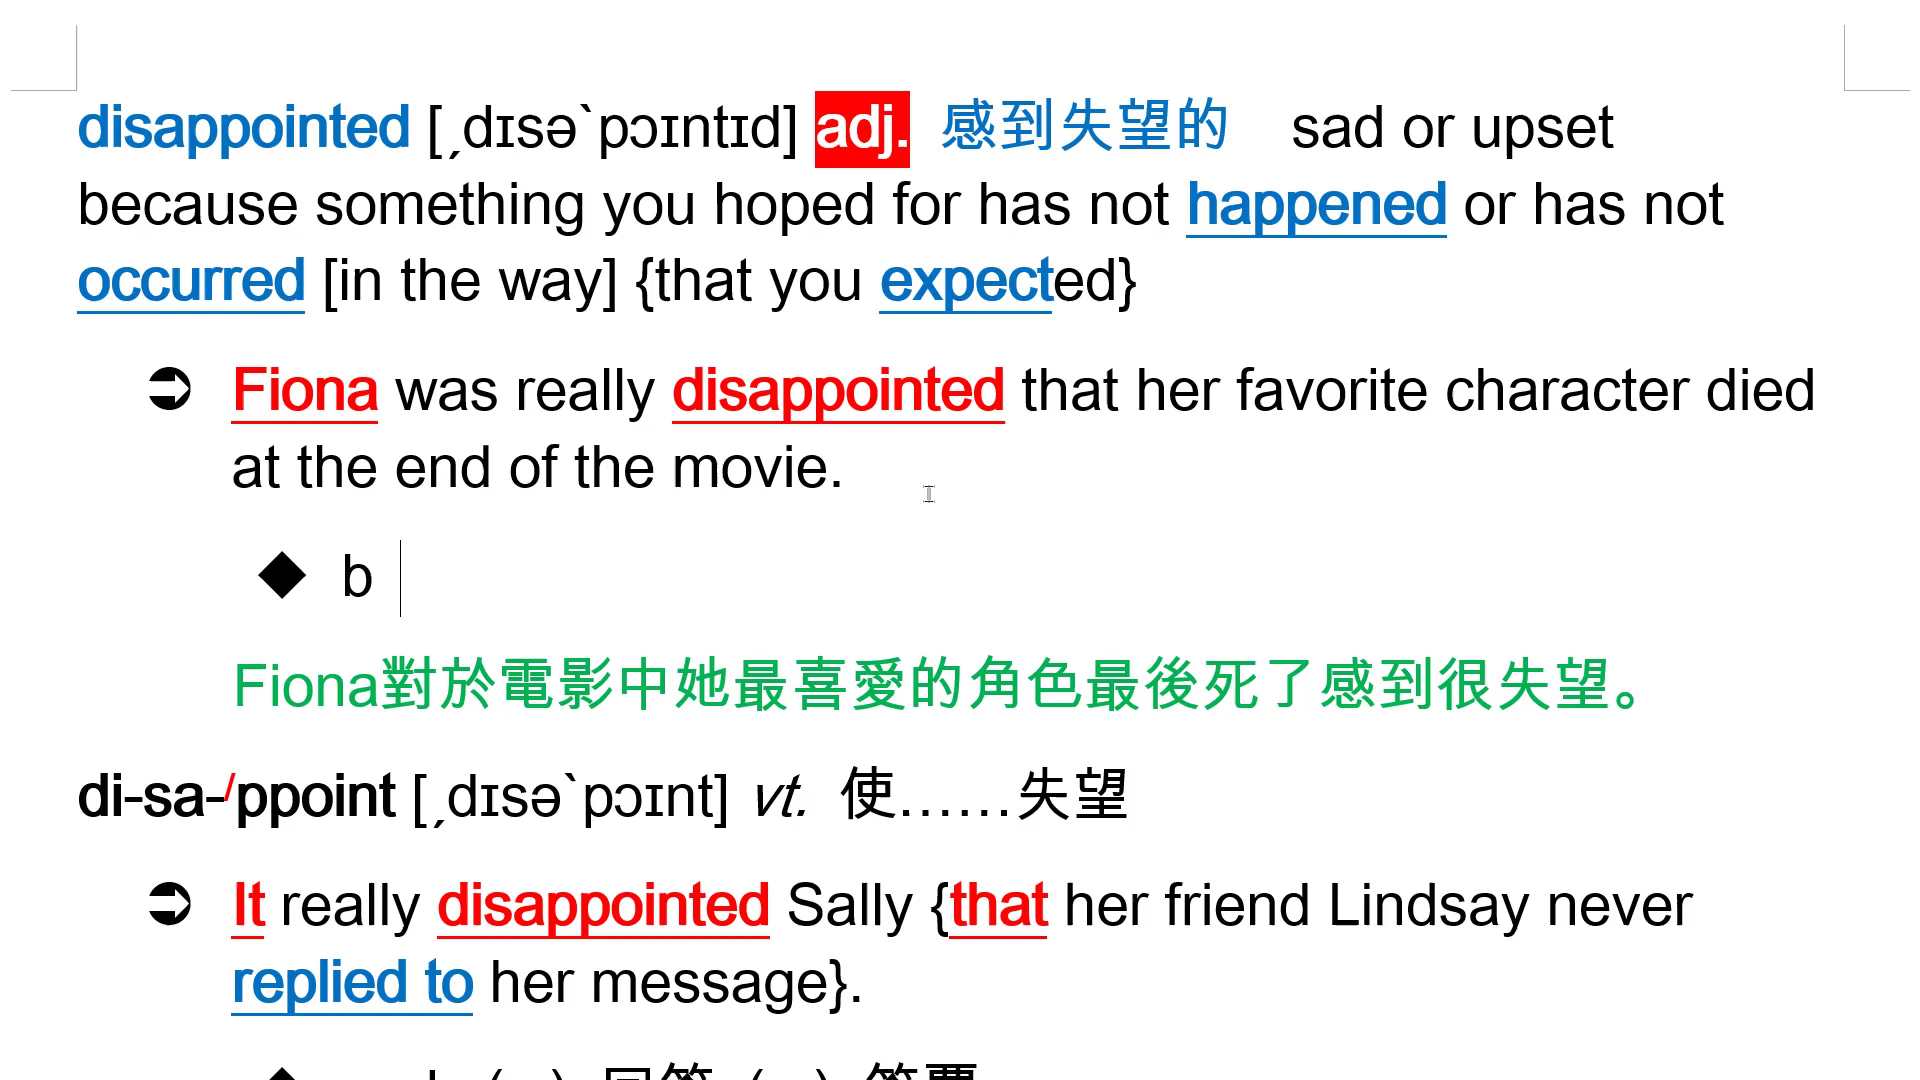 disappointed [ˏdɪsə`pɔɪntɪd] adj. 感到失望的 sad or upset
because something you hoped for has not happened or has not
occurred [in the way] {that you expected}
➲ Fiona was really disappointed that her favorite character died
at the end of the movie.
◆ b
Fiona對於電影中她最喜愛的角色最後死了感到很失望。
di-sa-/ppoint [ˏdɪsə`pɔɪnt] vt. 使……失望
➲ It really disappointed Sally {that her friend Lindsay never
replied to her message}.